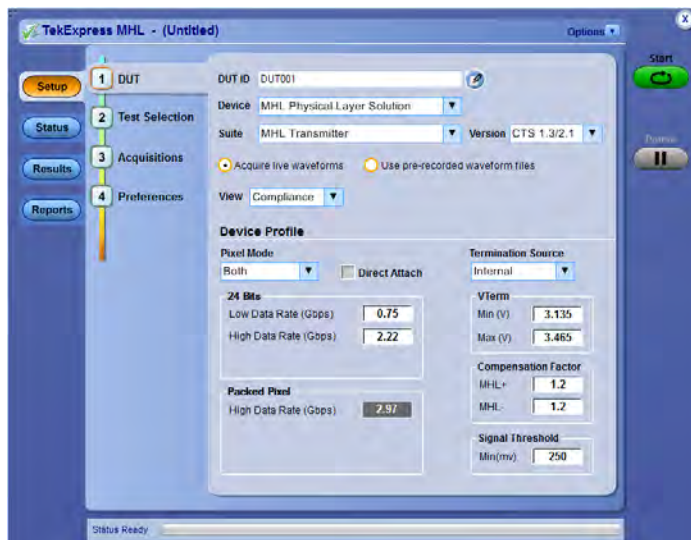 TekExpress MHL - (Untitled)
Options
X
Start
Setup
Status
Results
Reports
1 DUT
2 Test Selection
3 Acquisitions
4 Preferences
DUT ID DUT001
Device MHL Physical Layer Solution
Suite MHL Transmitter Version CTS 1.3/2.1
Acquire live waveforms Use pre-recorded waveform files
View Compliance
Device Profile
Pixel Mode
Both
Direct Attach
Termination Source
Internal
24 Bits
Low Data Rate (Gbps) 0.75
High Data Rate (Gbps) 2.22
Packed Pixel
High Data Rate (Gbps) 2.97
VTerm
Min (V) 3.135
Max (V) 3.465
Compensation Factor
MHL+ 1.2
MHL- 1.2
Signal Threshold
Min(mv) 250
Pause
Status Ready